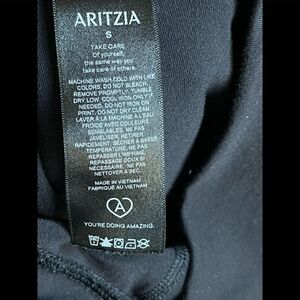 ARITZIA
S
TAKE CARE
Of yourself,
the same way you
take care of others.
MACHINE WASH COLD WITH LIKE
COLORS, DO NOT BLEACH,
REMOVE PROMPTLY, TUMBLE
DRY LOW, COOL IRON ONLY IF
NEEDED, DO NOT IRON ON
PRINT, DO NOT DRY CLEAN
LAVER À LA MACHINE À L'EAU
FROIDE AVEC COULEURS
SEMBLABLES, NE PAS
JAVELISER, RETIRER
RAPIDEMENT, SÉCHER À BASSE
TEMPÉRATURE, NE PAS
REPASSER L'IMPRIMÉ,
REPASSAGE DOUX SI
NÉCESSAIRE, NE PAS
NETTOYER À SEC.
MADE IN VIETNAM
FABRIQUÉ AU VIETNAM
A
YOU'RE DOING AMAZING.